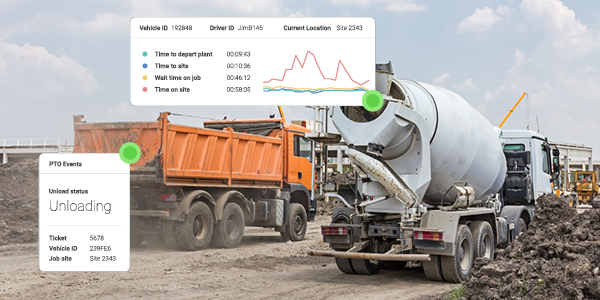 Vehicle ID 192848 Driver ID JimB145 Current Location Site 2343
Time to depart plant 00:09:43
Time to site 00:10:36
Wait time on job 00:46:12
Time on site 00:58:05
PTO Events
Unload status
Unloading
Ticket 5678
Vehicle ID 239FE6
Job site Site 2343